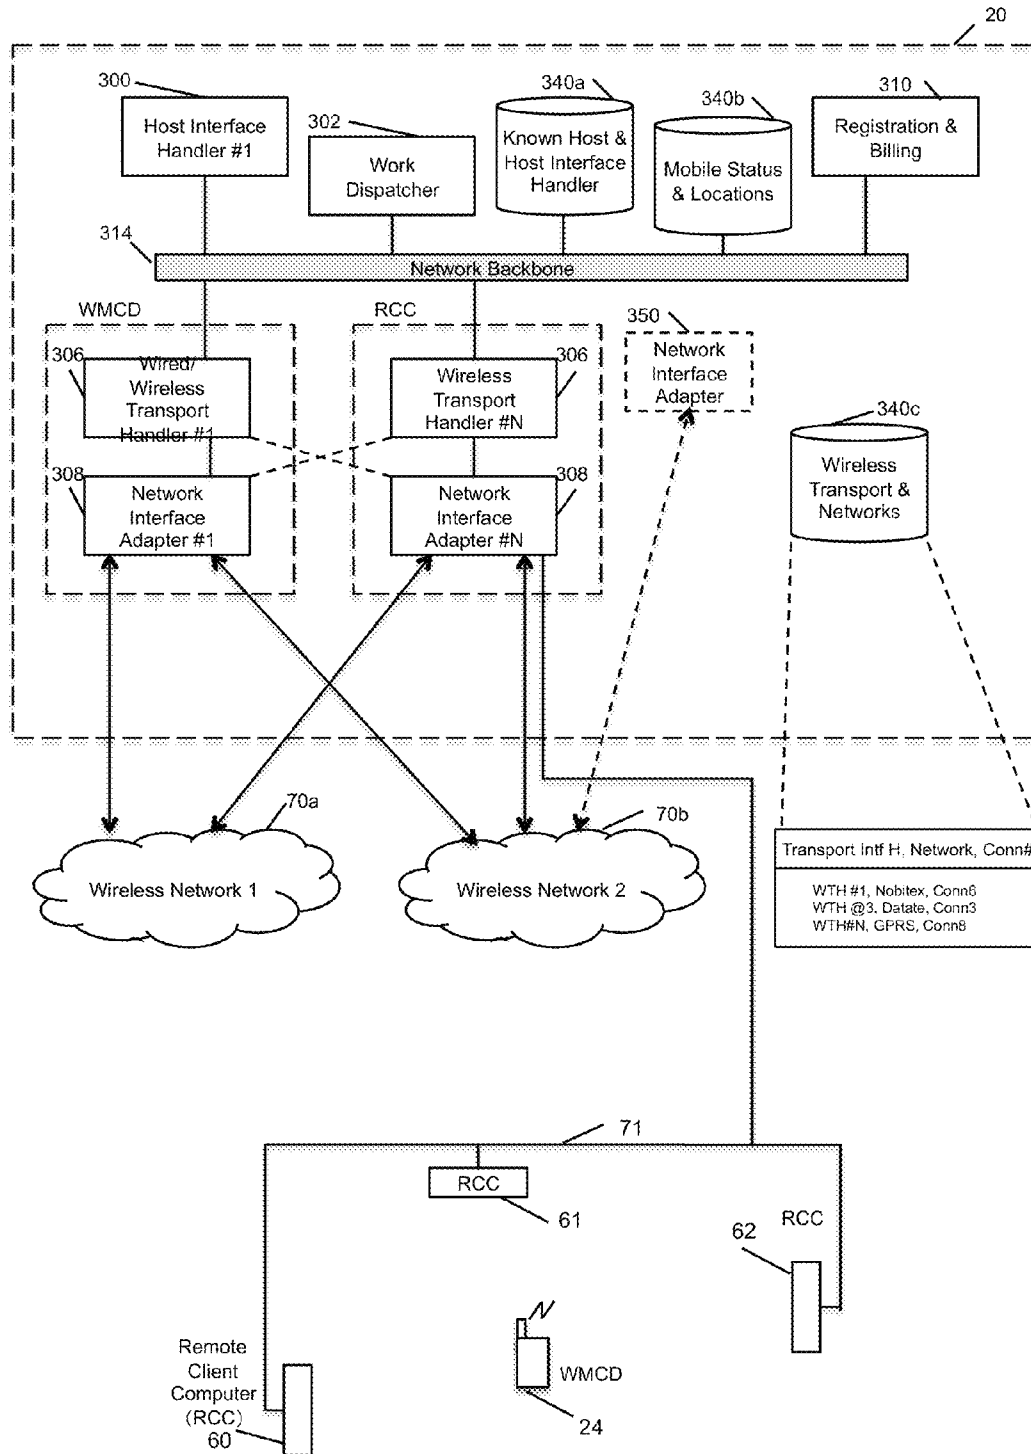 20
300
Host Interface
Handler #1
302
Work
Dispatcher
340a
Known Host &
Host Interface
Handler
340b
Mobile Status
& Locations
310
Registration &
Billing
314
Network Backbone
WMCD
306
Wired/
Wireless
Transport
Handler #1
308
Network
Interface
Adapter #1
RCC
306
Wireless
Transport
Handler #N
308
Network
Interface
Adapter #N
350
Network
Interface
Adapter
340c
Wireless
Transport &
Networks
70a
Wireless Network 1
70b
Wireless Network 2
Transport Intf H, Network, Conn#
WTH #1, Nobitex, Conn6
WTH @3, Datate, Conn3
WTH#N, GPRS, Conn8
71
RCC
61
RCC
62
Remote
Client
Computer
(RCC)
60
WMCD
24